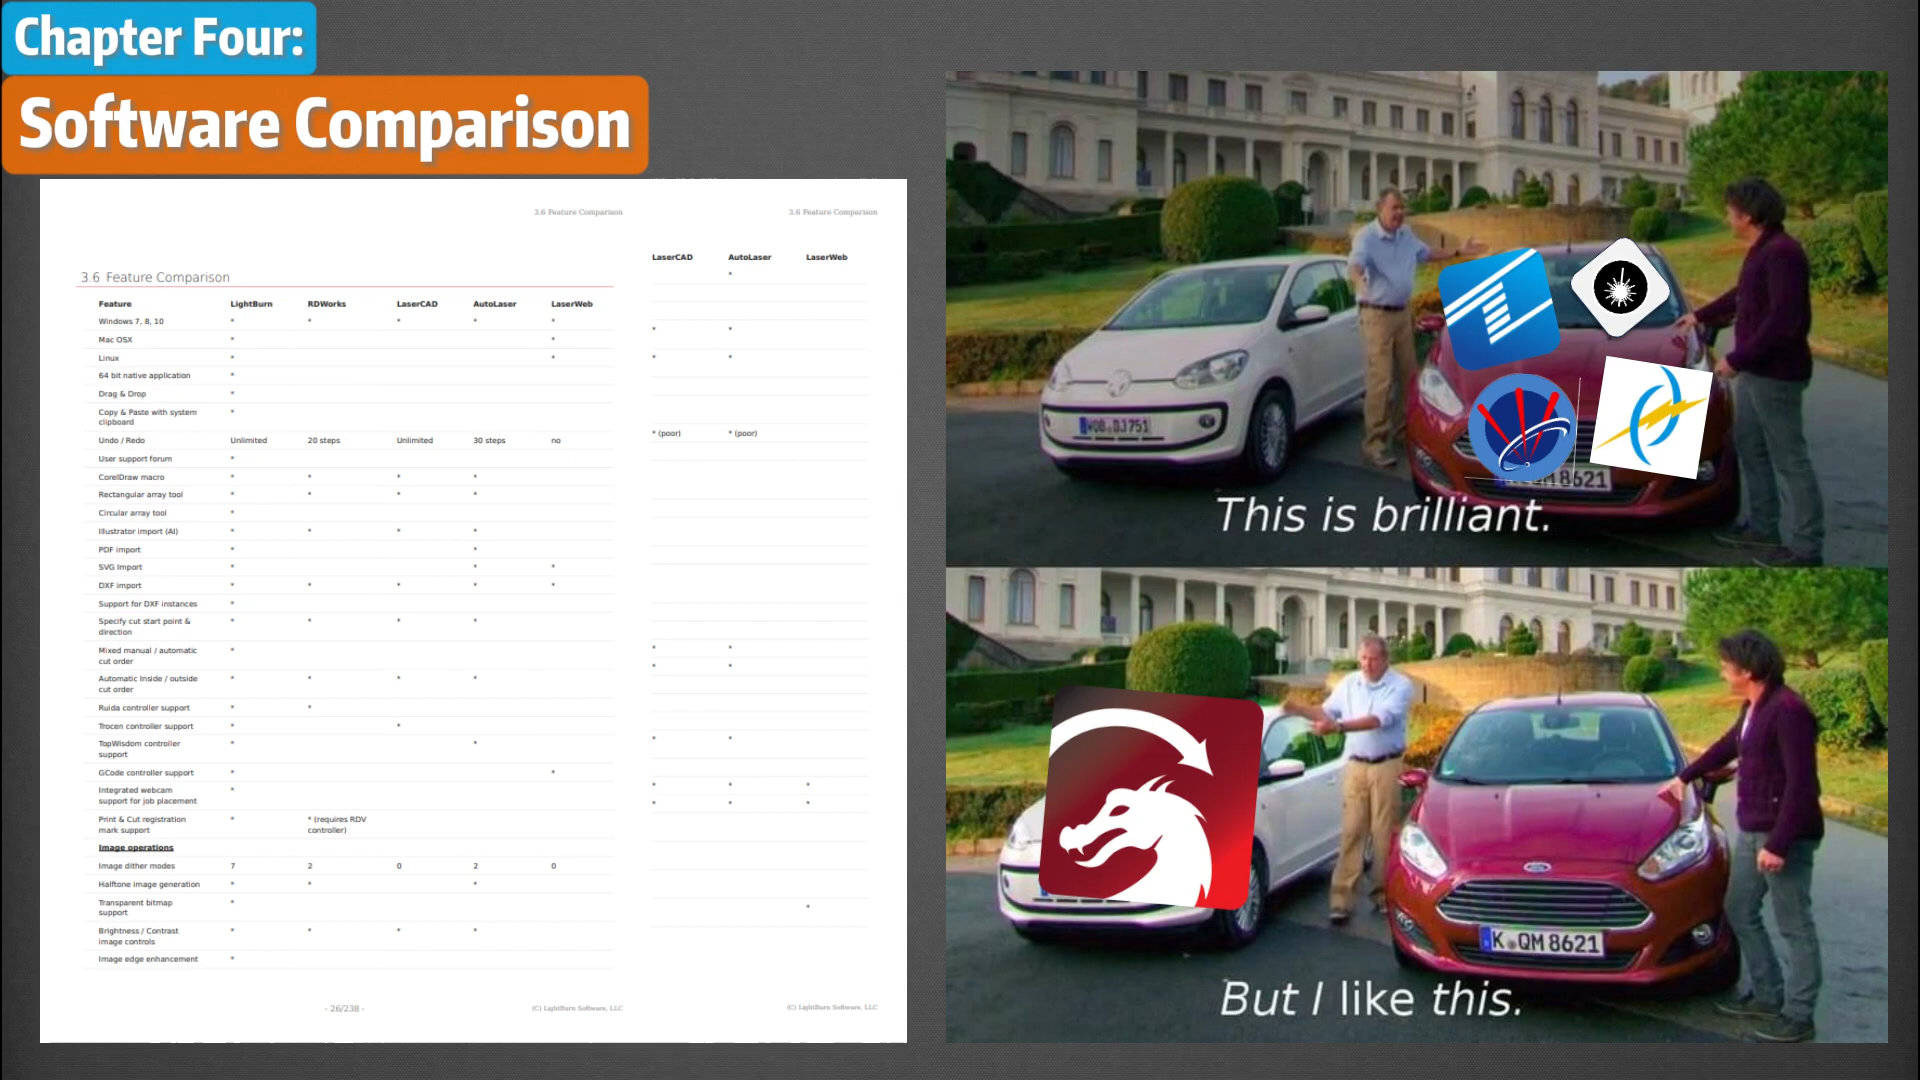 Chapter Four:
Software Comparison
3.6 Feature Comparison
3.6 Feature Comparison
3.6 Feature Comparison
Feature LightBurn RDWorks LaserCAD AutoLaser LaserWeb
Windows 7, 8, 10 * * * * *
Mac OSX * *
Linux * *
64 bit native application *
Drag & Drop *
Copy & Paste with system
clipboard *
Undo / Redo Unlimited 20 steps Unlimited 30 steps no
User support forum *
CorelDraw macro * * * *
Rectangular array tool * * * *
Circular array tool *
Illustrator import (AI) * * * *
PDF import * *
SVG Import * * *
DXF import * * * * *
Support for DXF instances *
Specify cut start point &
direction * * * *
Mixed manual / automatic
cut order *
Automatic Inside / outside
cut order * * * *
Ruida controller support * *
Trocen controller support * *
TopWisdom controller
support * *
GCode controller support * *
Integrated webcam
support for job placement *
Print & Cut registration
mark support * * (requires RDV
controller)
Image operations
Image dither modes 7 2 0 2 0
Halftone image generation * * *
Transparent bitmap
support *
Brightness / Contrast
image controls * * * *
Image edge enhancement *
- 26/238 -
(C) LightBurn Software, LLC
LaserCAD AutoLaser LaserWeb
*
* *
* *
* (poor) * (poor)
* *
* *
* *
* * *
* * *
*
(C) LightBurn Software, LLC
WOB DJ751
8621
This is brilliant.
K QM 8621
But I like this.